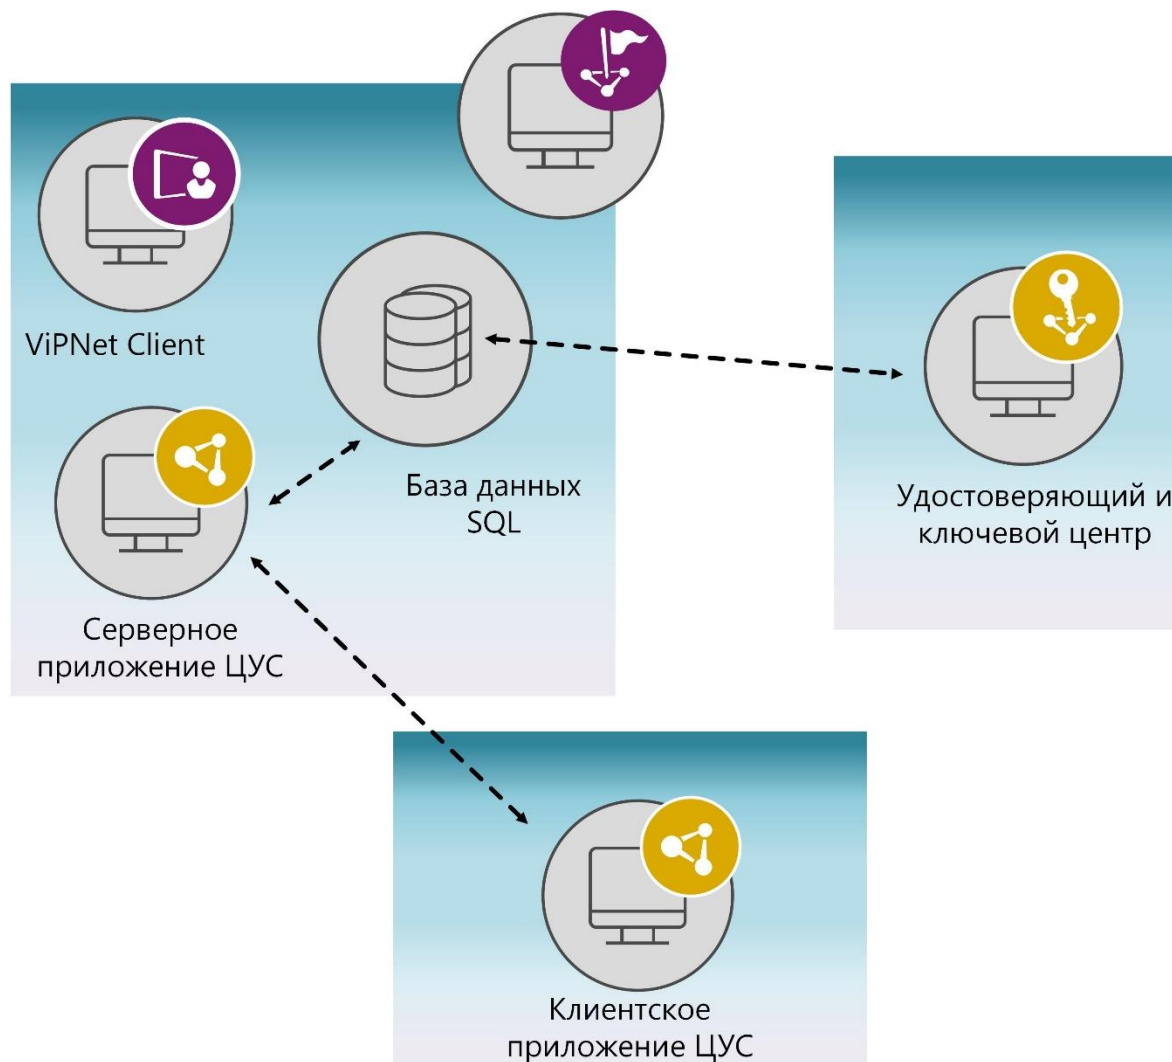 ViPNet Client
База данных
SQL
Удостоверяющий и
ключевой центр
Серверное
приложение ЦУС
Клиентское
приложение ЦУС